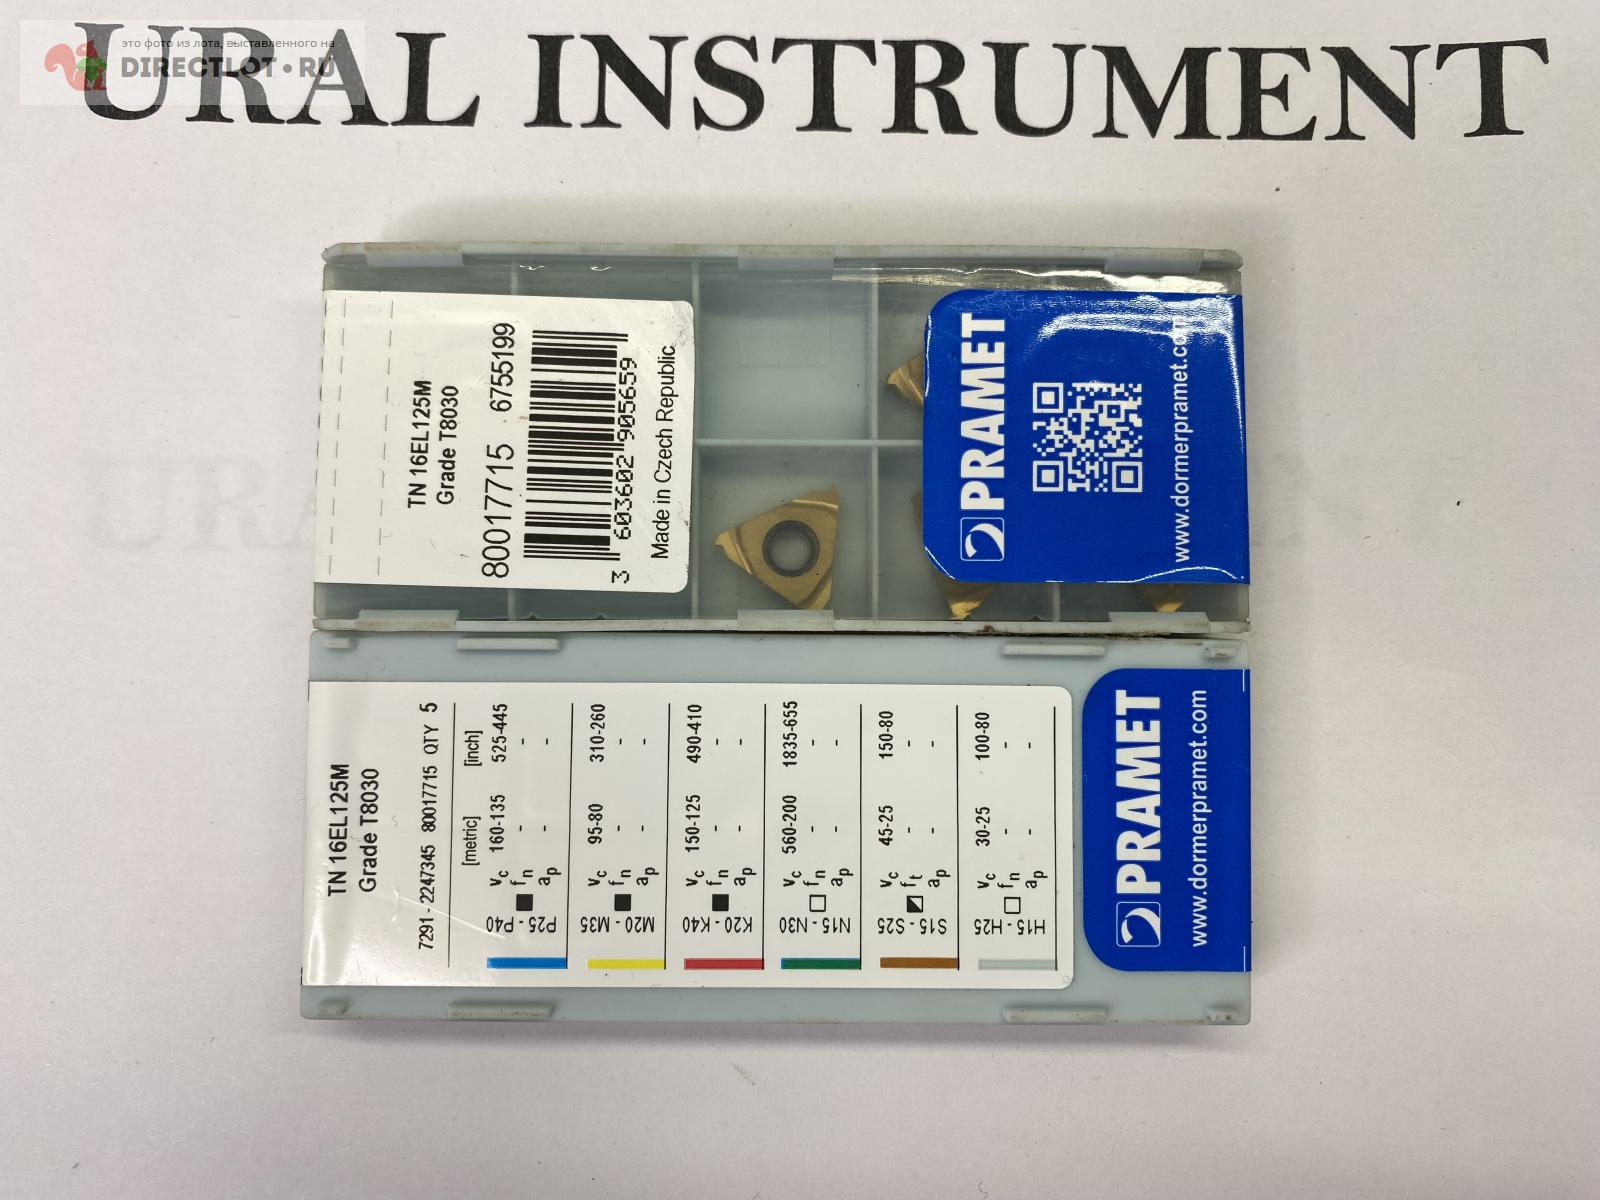 это фото из лота, выставленного на
DIRECTLOT • RU
URAL INSTRUMENT
TN 16EL125M
Grade T8030
80017715 6755199
3 603602 905659
Made in Czech Republic
PRAMET
www.dormerpramet.com
TN 16EL125M
Grade T8030
7291 - 2247345 80017715 QTY 5
[metric] [inch]
P25 - P40 vc 160-135 525-445
fn - -
ap - -
M20 - M35 vc 95-80 310-260
fn - -
ap - -
K20 - K40 vc 150-125 490-410
fn - -
ap - -
N15 - N30 vc 560-200 1835-655
fn - -
ap - -
S15 - S25 vc 45-25 150-80
ft - -
ap - -
H15 - H25 vc 30-25 100-80
fn - -
ap - -
PRAMET
www.dormerpramet.com